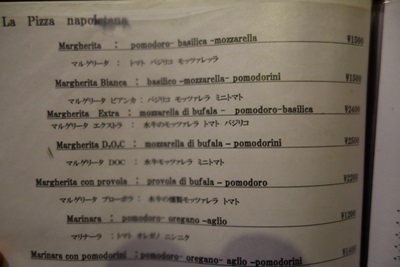 La Pizza napoletana
Margherita : pomodoro- basilica -mozzarella ¥1500
マルゲリータ : トマト バジリコ モッツァレッラ
Margherita Bianca : basilico -mozzarella- pomodorini ¥1500
マルゲリータ ビアンカ : バジリコ モッツァレラ ミニトマト
Margherita Extra : mozzarella di bufala - pomodoro-basilica
マルゲリータ エクストラ : 水牛のモッツァレラ トマト バジリコ
Margherita D,O,C : mozzarella di bufala – pomodorini
マルゲリータ DOC : 水牛モッツァレラ ミニトマト
Margherita con provola : provola di bufala – pomodoro ¥2200
マルゲリータ プローボラ : 水牛の燻製モッツァレラ トマト
Marinara : pomodoro- oregano -aglio ¥1200
マリナーラ : トマト オレガノ ニンニク
Marinara con pomodorini : pomodoro- oregano- aglio -pomodorini